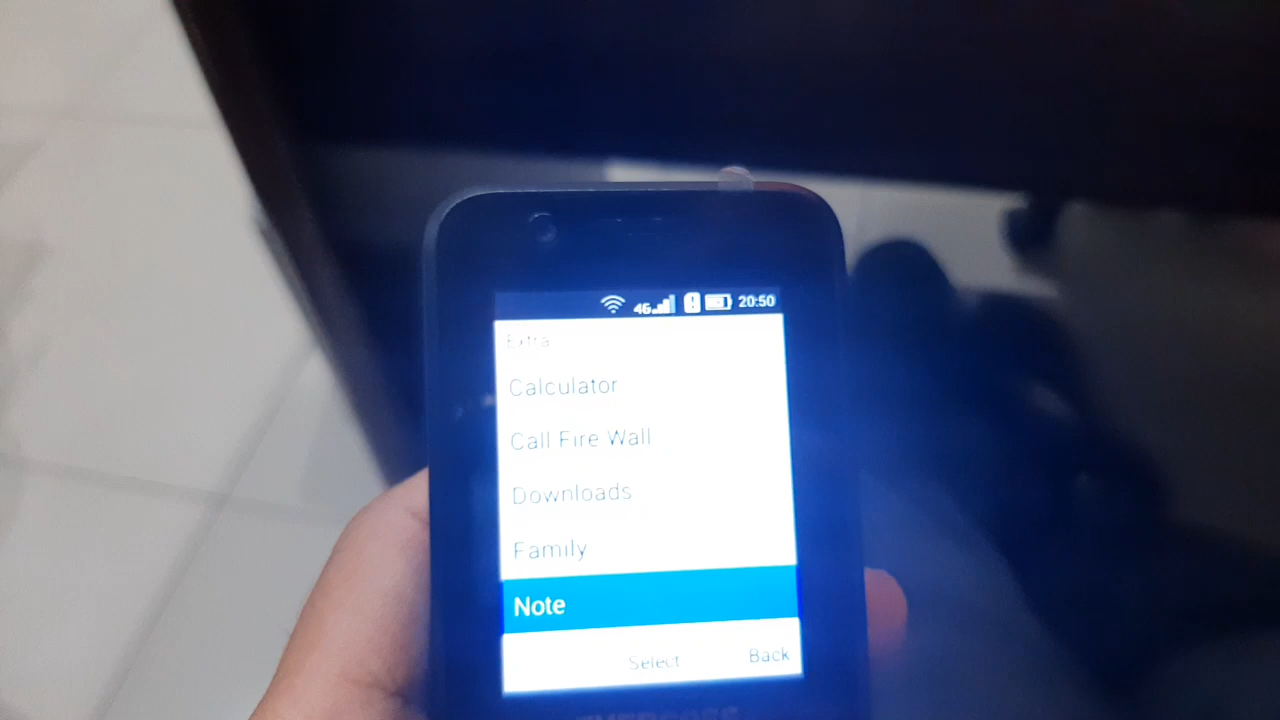 4G 20:50
Extra
Calculator
Call Fire Wall
Downloads
Family
Note
Select Back